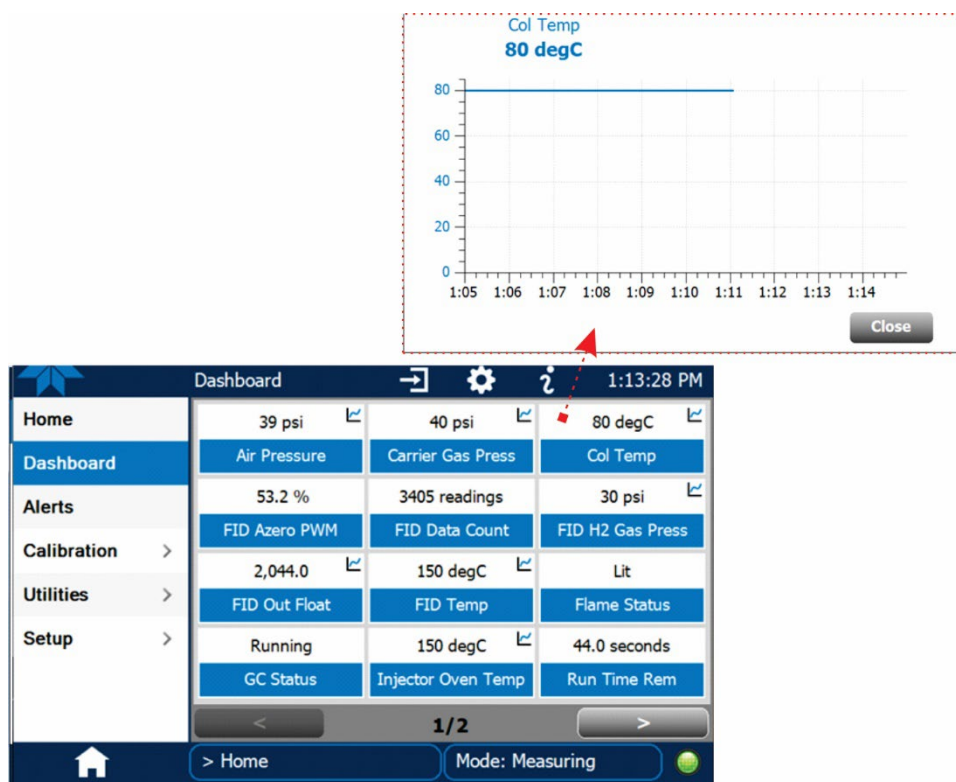 Col Temp
80 degC
80
60
40
20
0
1:05 1:06 1:07 1:08 1:09 1:10 1:11 1:12 1:13 1:14
Close
Dashboard 1:13:28 PM
Home
Dashboard
Alerts
Calibration >
Utilities >
Setup >
39 psi 40 psi 80 degC
Air Pressure Carrier Gas Press Col Temp
53.2 % 3405 readings 30 psi
FID Azero PWM FID Data Count FID H2 Gas Press
2,044.0 150 degC Lit
FID Out Float FID Temp Flame Status
Running 150 degC 44.0 seconds
GC Status Injector Oven Temp Run Time Rem
< 1/2 >
> Home Mode: Measuring